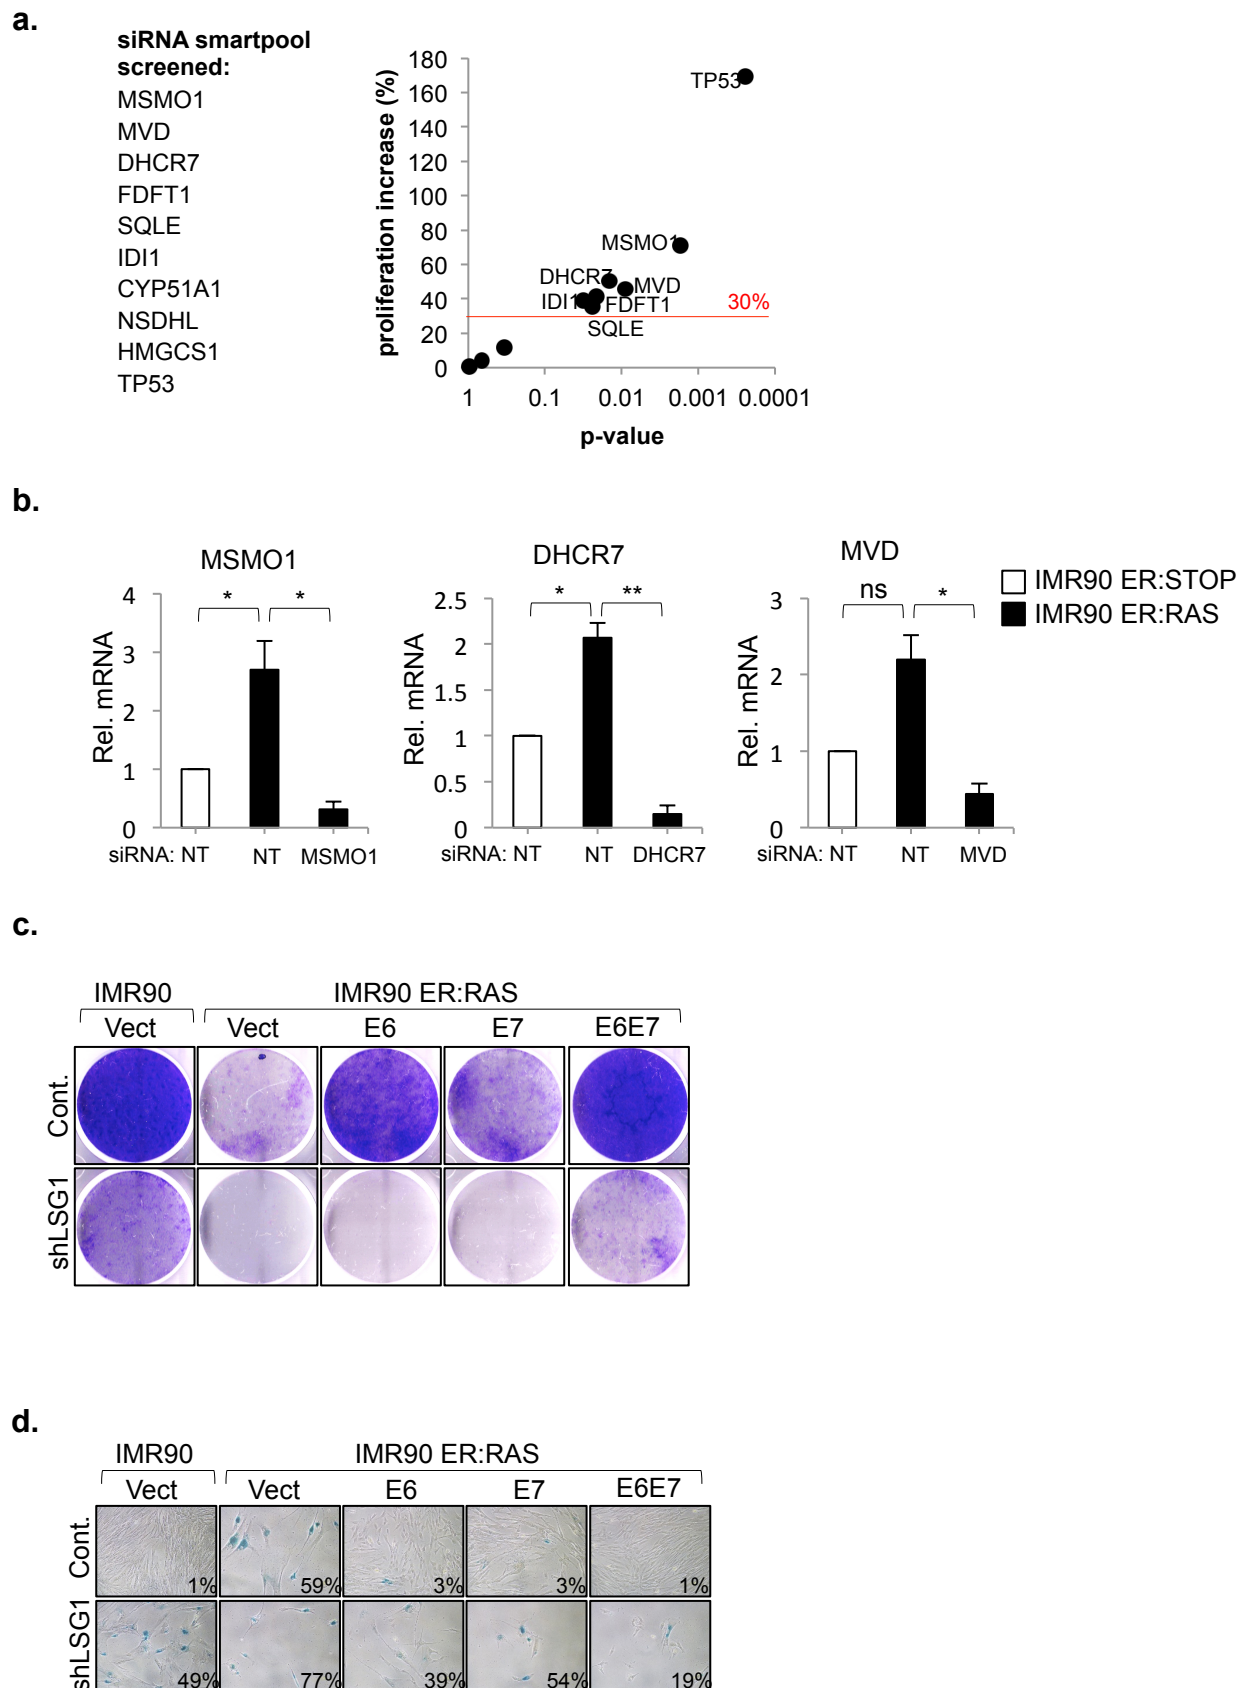 a.
siRNA smartpool
screened:
MSMO1
MVD
DHCR7
FDFT1
SQLE
IDI1
CYP51A1
NSDHL
HMGCS1
TP53
proliferation increase (%)
180
160
140
120
100
80
60
40
20
0
TP53
MSMO1
DHCR7
MVD
IDI1
FDFT1
SQLE
30%
1 0.1 0.01 0.001 0.0001
p-value
b.
MSMO1
Rel. mRNA
4
3
2
1
0
* *
siRNA: NT NT MSMO1
DHCR7
Rel. mRNA
2.5
2
1.5
1
0.5
0
* **
siRNA: NT NT DHCR7
MVD
Rel. mRNA
3
2
1
0
ns *
siRNA: NT NT MVD
IMR90 ER:STOP
IMR90 ER:RAS
c.
IMR90 IMR90 ER:RAS
Vect Vect E6 E7 E6E7
Cont.
shLSG1
d.
IMR90 IMR90 ER:RAS
Vect Vect E6 E7 E6E7
Cont.
1% 59% 3% 3% 1%
shLSG1
49% 77% 39% 54% 19%